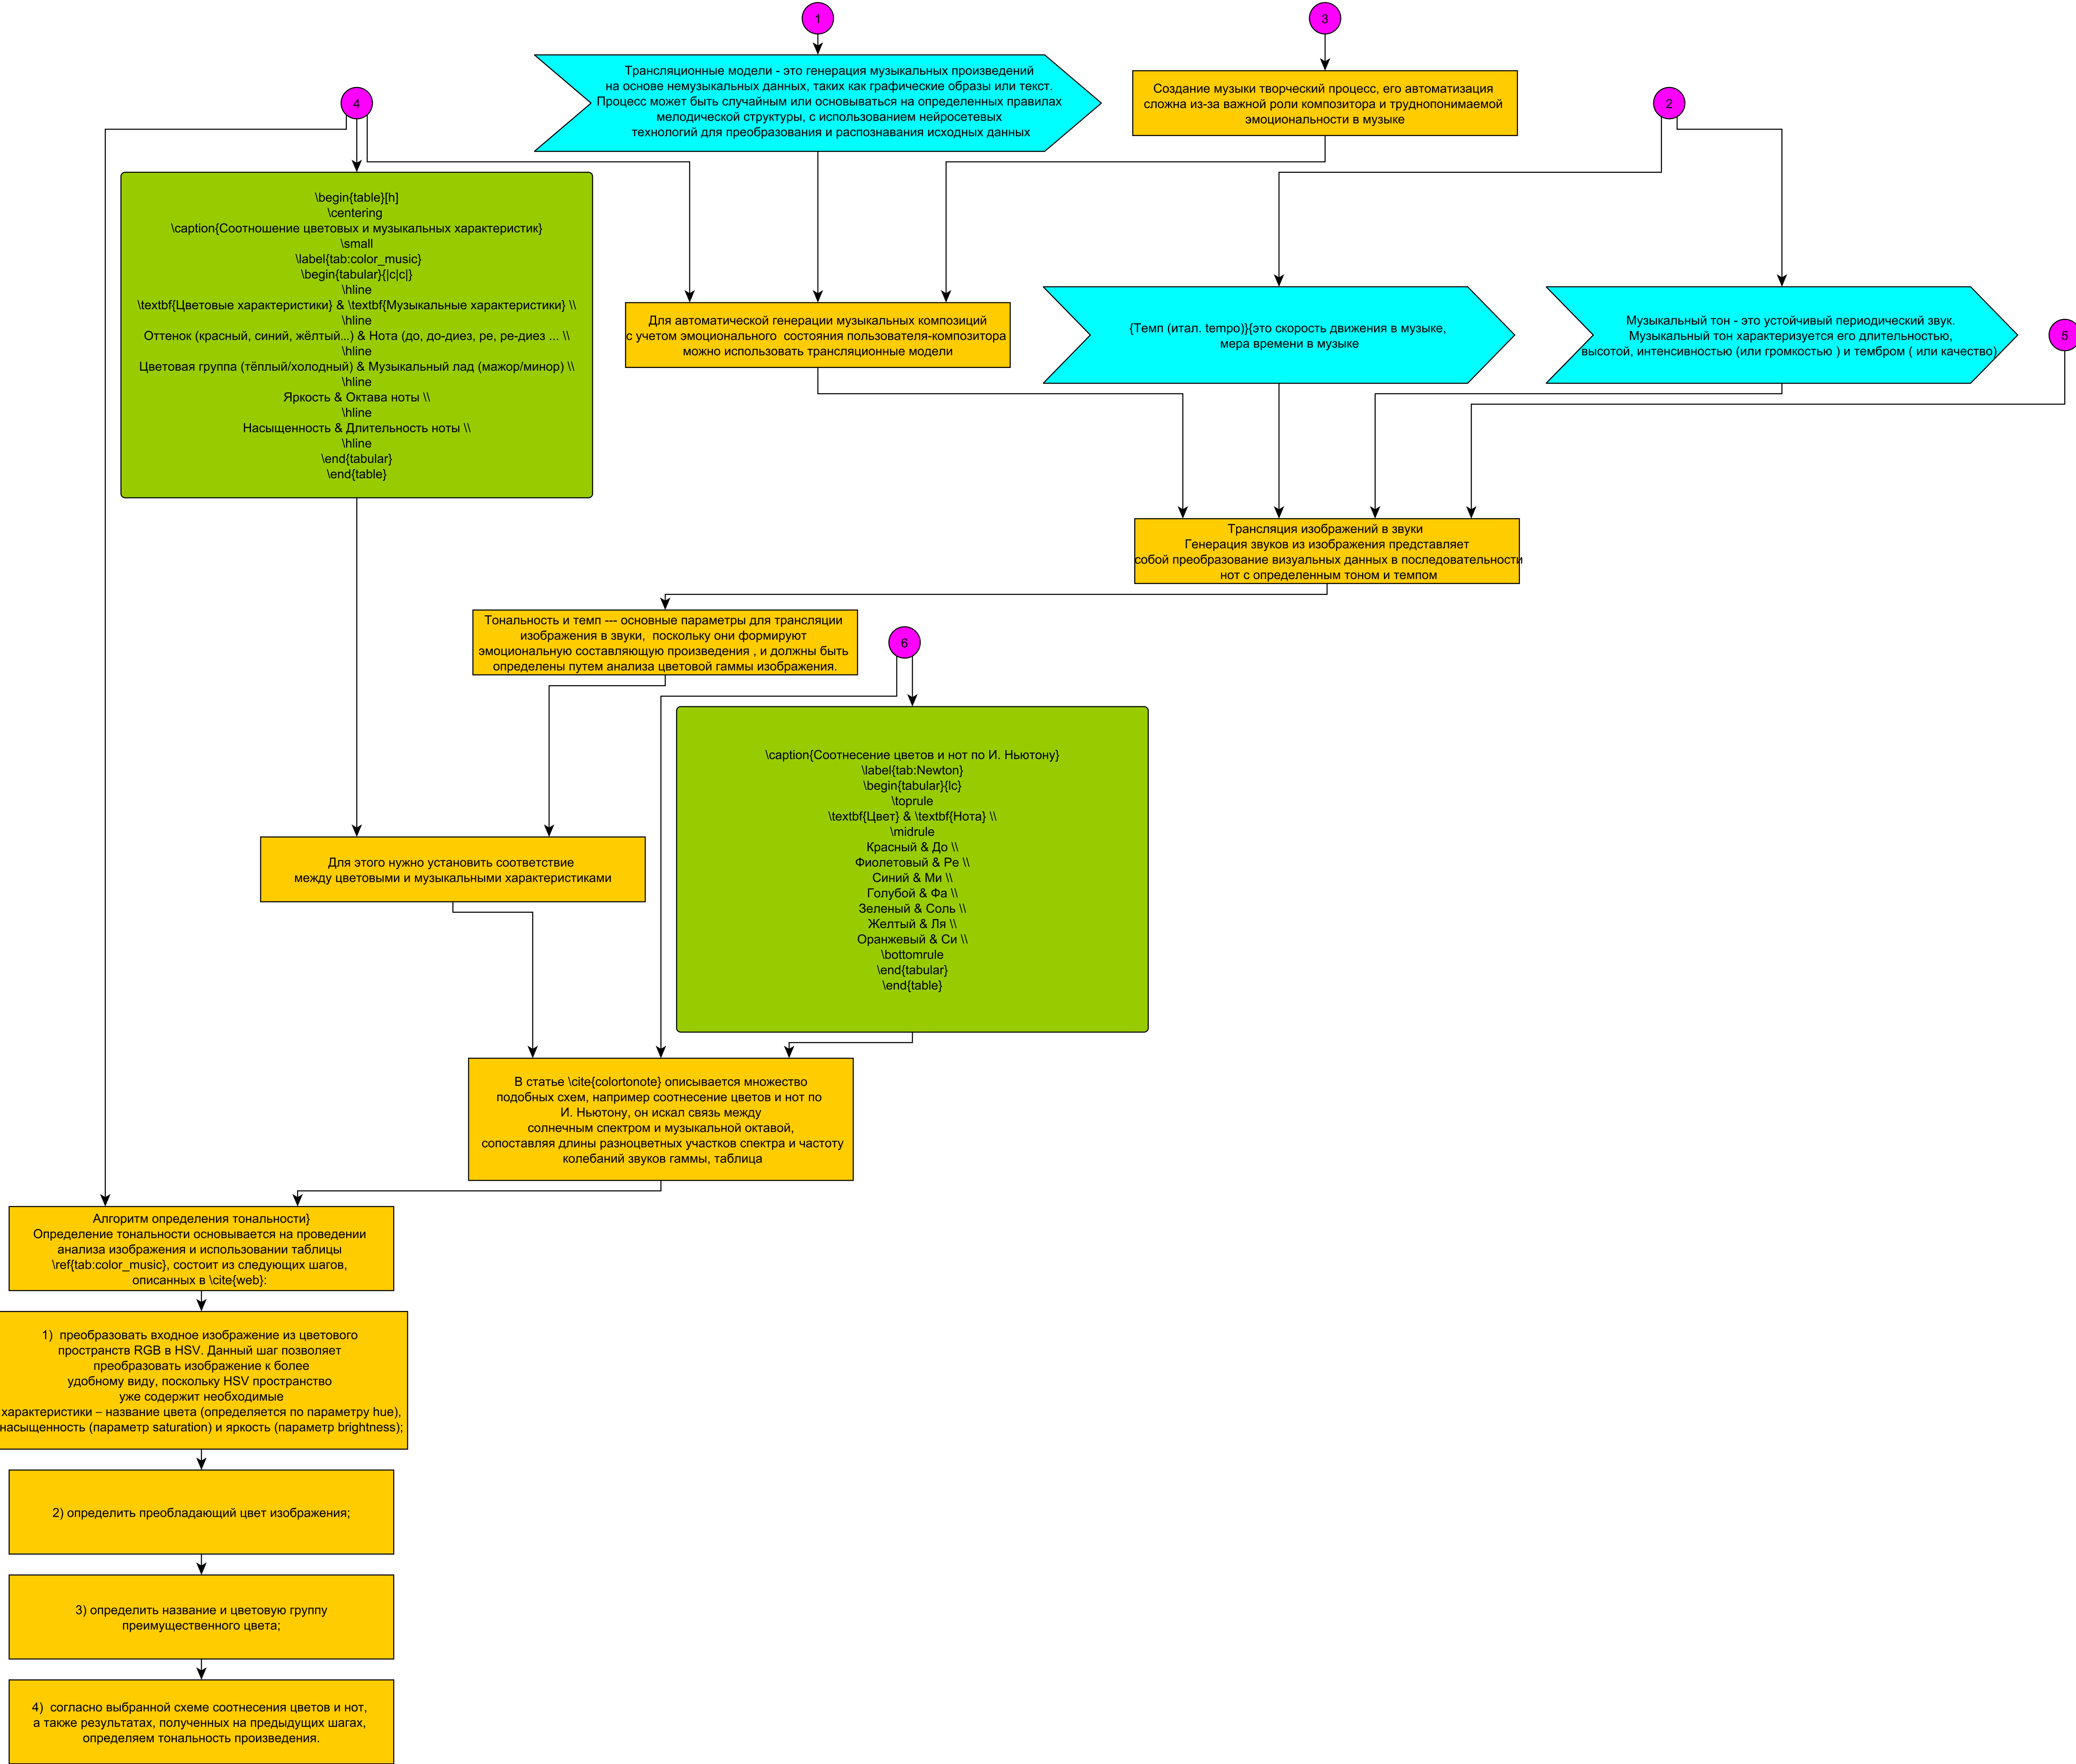 1
3
Трансляционные модели - это генерация музыкальных произведений
на основе немузыкальных данных, таких как графические образы или текст.
Процесс может быть случайным или основываться на определенных правилах
мелодической структуры, с использованием нейросетевых
технологий для преобразования и распознавания исходных данных
Создание музыки творческий процесс, его автоматизация
сложна из-за важной роли композитора и труднопонимаемой
эмоциональности в музыке
4
2
\begin{table}[h]
\centering
\caption{Соотношение цветовых и музыкальных характеристик}
\small
\label{tab:color_music}
\begin{tabular}{|c|c|}
\hline
\textbf{Цветовые характеристики} & \textbf{Музыкальные характеристики} \\
\hline
Оттенок (красный, синий, жёлтый...) & Нота (до, до-диез, ре, ре-диез ... \\
\hline
Цветовая группа (тёплый/холодный) & Музыкальный лад (мажор/минор) \\
\hline
Яркость & Октава ноты \\
\hline
Насыщенность & Длительность ноты \\
\hline
\end{tabular}
\end{table}
Для автоматической генерации музыкальных композиций
с учетом эмоционального  состояния пользователя-композитора
можно использовать трансляционные модели
{Темп (итал. tempo)}{это скорость движения в музыке,
мера времени в музыке
Музыкальный тон - это устойчивый периодический звук.
Музыкальный тон характеризуется его длительностью,
высотой, интенсивностью (или громкостью ) и тембром ( или качество)
5
Трансляция изображений в звуки
Генерация звуков из изображения представляет
собой преобразование визуальных данных в последовательности
нот с определенным тоном и темпом
Тональность и темп --- основные параметры для трансляции
изображения в звуки,  поскольку они формируют
эмоциональную составляющую произведения , и должны быть
определены путем анализа цветовой гаммы изображения.
6
\caption{Соотнесение цветов и нот по И. Ньютону}
\label{tab:Newton}
\begin{tabular}{lc}
\toprule
\textbf{Цвет} & \textbf{Нота} \\
\midrule
Красный & До \\
Фиолетовый & Ре \\
Синий & Ми \\
Голубой & Фа \\
Зеленый & Соль \\
Желтый & Ля \\
Оранжевый & Си \\
\bottomrule
\end{tabular}
\end{table}
Для этого нужно установить соответствие
между цветовыми и музыкальными характеристиками
В статье \cite{colortonote} описывается множество
подобных схем, например соотнесение цветов и нот по
И. Ньютону, он искал связь между
солнечным спектром и музыкальной октавой,
сопоставляя длины разноцветных участков спектра и частоту
колебаний звуков гаммы, таблица
Алгоритм определения тональности}
Определение тональности основывается на проведении
анализа изображения и использовании таблицы
\ref{tab:color_music}, состоит из следующих шагов,
описанных в \cite{web}:
1)  преобразовать входное изображение из цветового
пространств RGB в HSV. Данный шаг позволяет
преобразовать изображение к более
удобному виду, поскольку HSV пространство
уже содержит необходимые
характеристики – название цвета (определяется по параметру hue),
насыщенность (параметр saturation) и яркость (параметр brightness);
2) определить преобладающий цвет изображения;
3) определить название и цветовую группу
преимущественного цвета;
4)  согласно выбранной схеме соотнесения цветов и нот,
а также результатах, полученных на предыдущих шагах,
определяем тональность произведения.